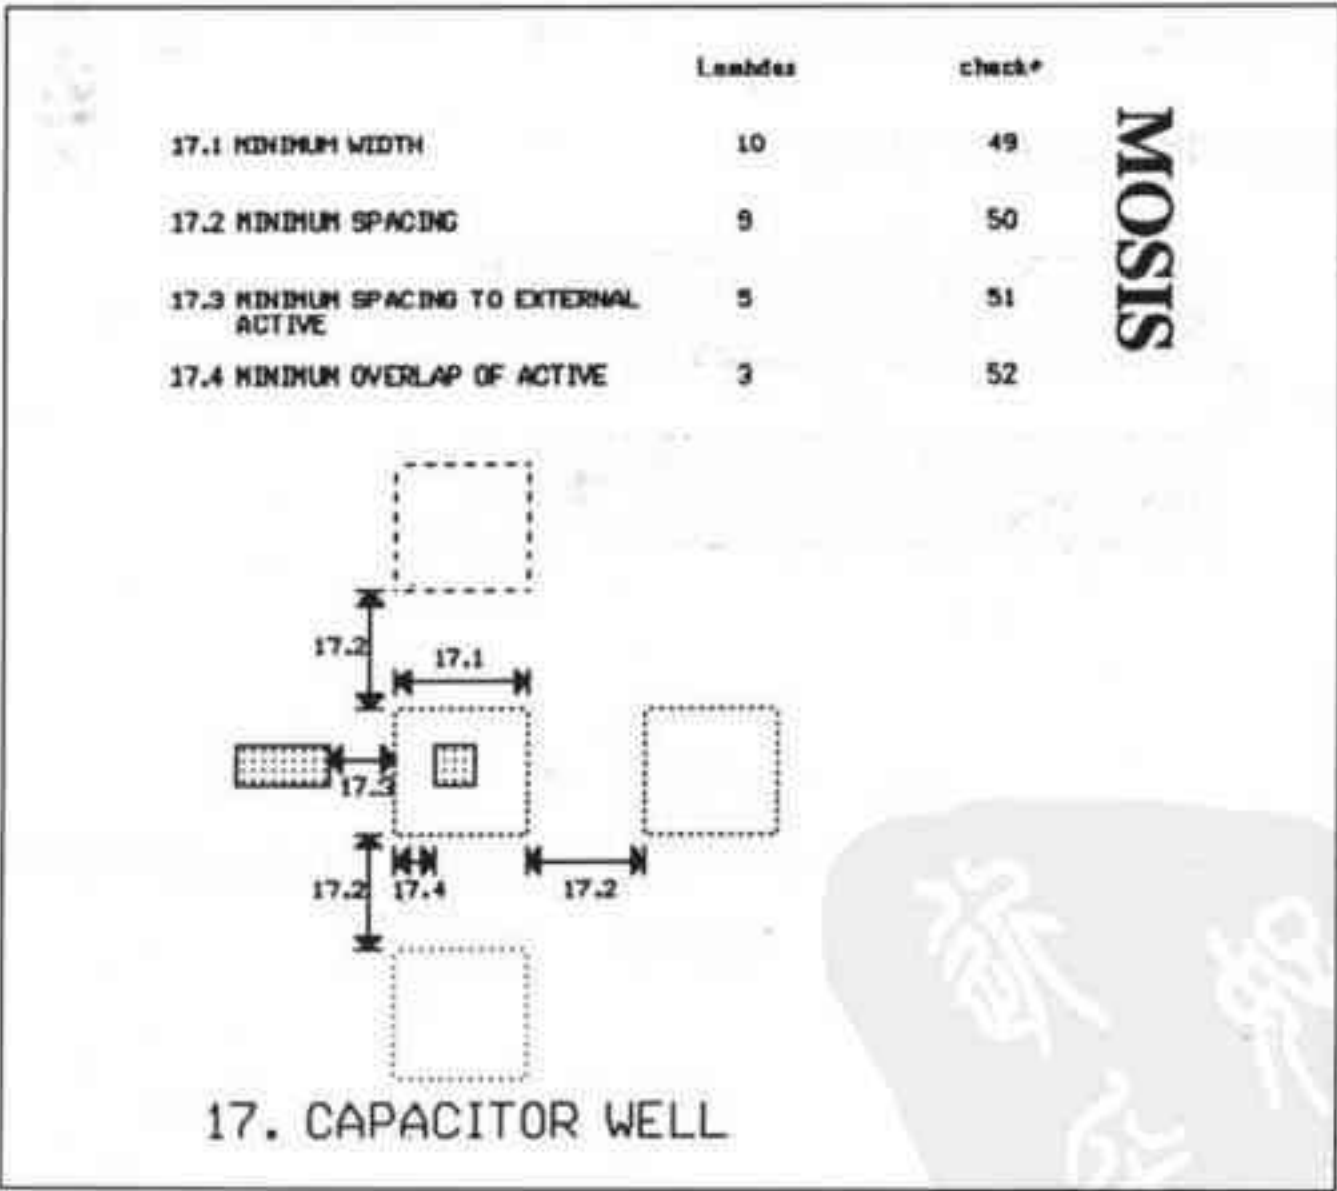 Lambdas check#
17.1 MINIMUM WIDTH 10 49
17.2 MINIMUM SPACING 9 50
17.3 MINIMUM SPACING TO EXTERNAL 5 51
ACTIVE
17.4 MINIMUM OVERLAP OF ACTIVE 3 52
MOSIS
17.2
17.1
17.3
17.2
17.4
17.2
17. CAPACITOR WELL